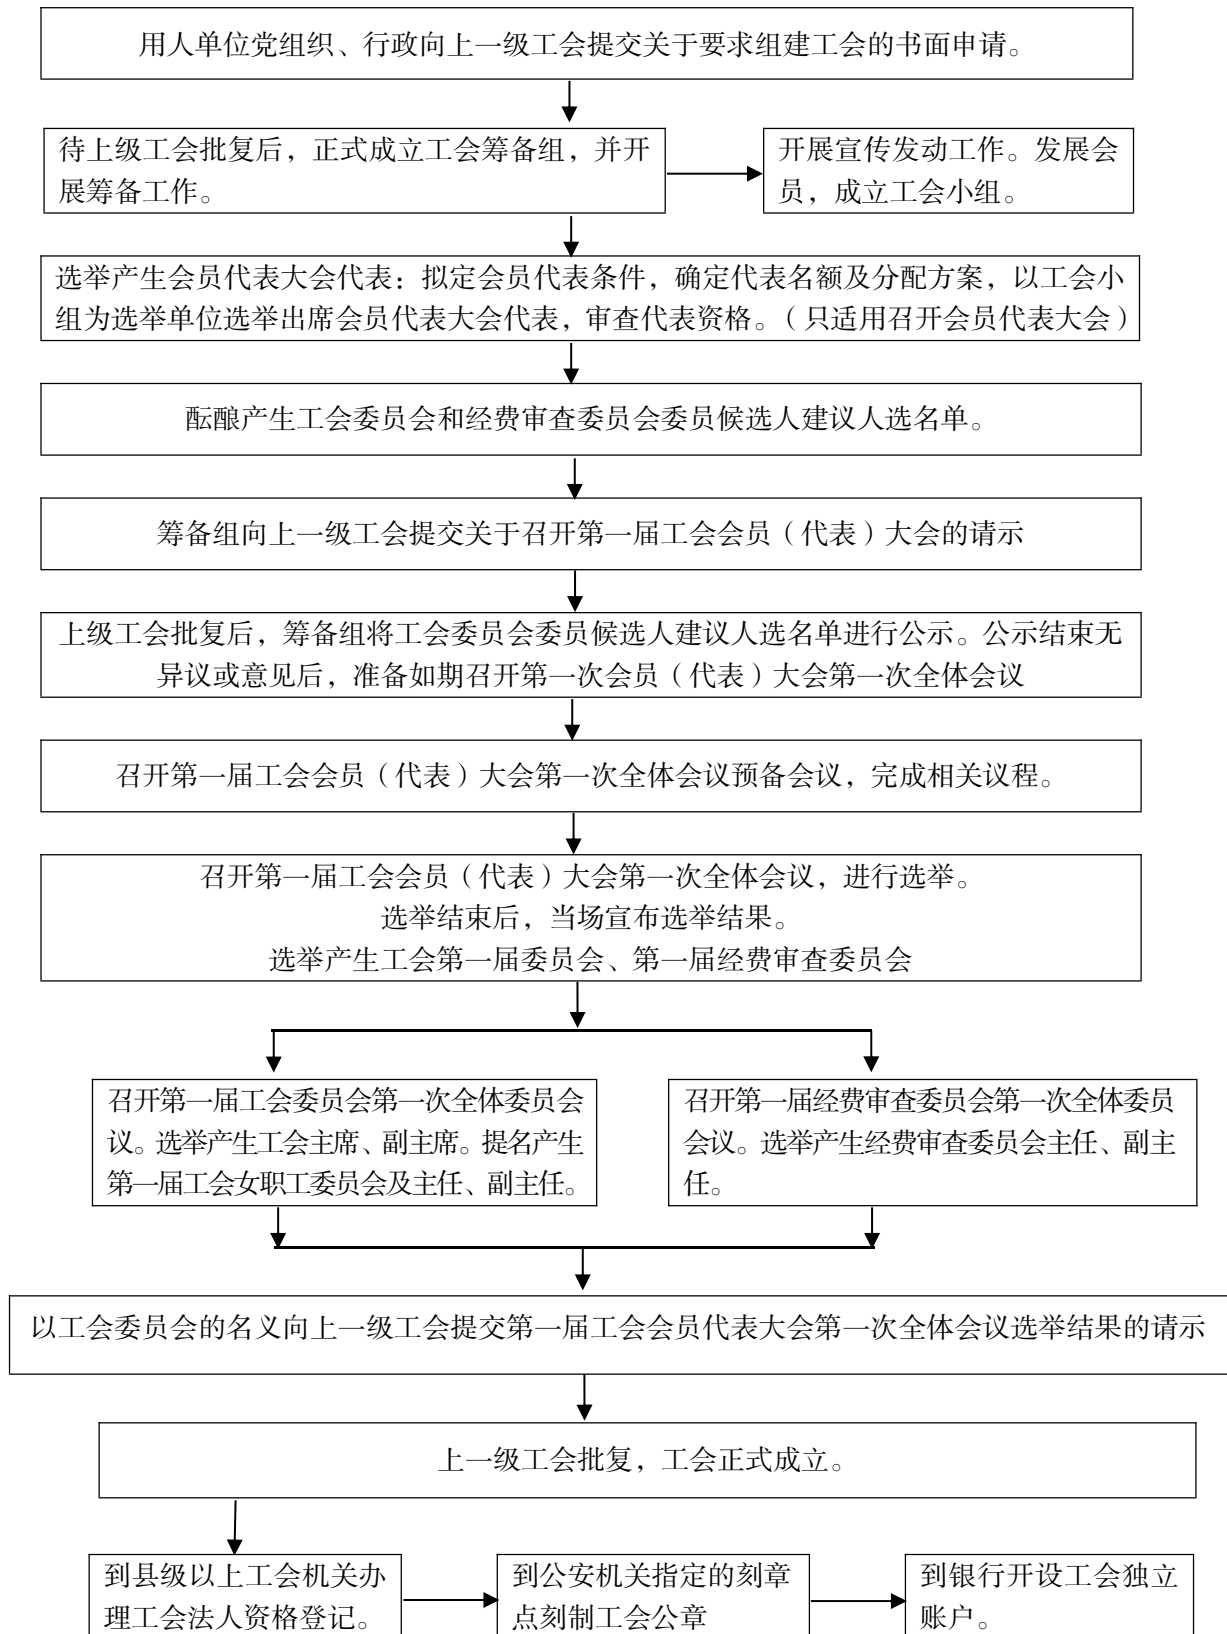 用人单位党组织、行政向上一级工会提交关于要求组建工会的书面申请。
待上级工会批复后，正式成立工会筹备组，并开
展筹备工作。
开展宣传发动工作。发展会
员，成立工会小组。
选举产生会员代表大会代表：拟定会员代表条件，确定代表名额及分配方案，以工会小
组为选举单位选举出席会员代表大会代表，审查代表资格。（只适用召开会员代表大会）
酝酿产生工会委员会和经费审查委员会委员候选人建议人选名单。
筹备组向上一级工会提交关于召开第一届工会会员（代表）大会的请示
上级工会批复后，筹备组将工会委员会委员候选人建议人选名单进行公示。公示结束无
异议或意见后，准备如期召开第一次会员（代表）大会第一次全体会议
召开第一届工会会员（代表）大会第一次全体会议预备会议，完成相关议程。
召开第一届工会会员（代表）大会第一次全体会议，进行选举。
选举结束后，当场宣布选举结果。
选举产生工会第一届委员会、第一届经费审查委员会
召开第一届工会委员会第一次全体委员会
议。选举产生工会主席、副主席。提名产生
第一届工会女职工委员会及主任、副主任。
召开第一届经费审查委员会第一次全体委员
会议。选举产生经费审查委员会主任、副主
任。
以工会委员会的名义向上一级工会提交第一届工会会员代表大会第一次全体会议选举结果的请示
上一级工会批复，工会正式成立。
到县级以上工会机关办
理工会法人资格登记。
到公安机关指定的刻章
点刻制工会公章
到银行开设工会独立
账户。